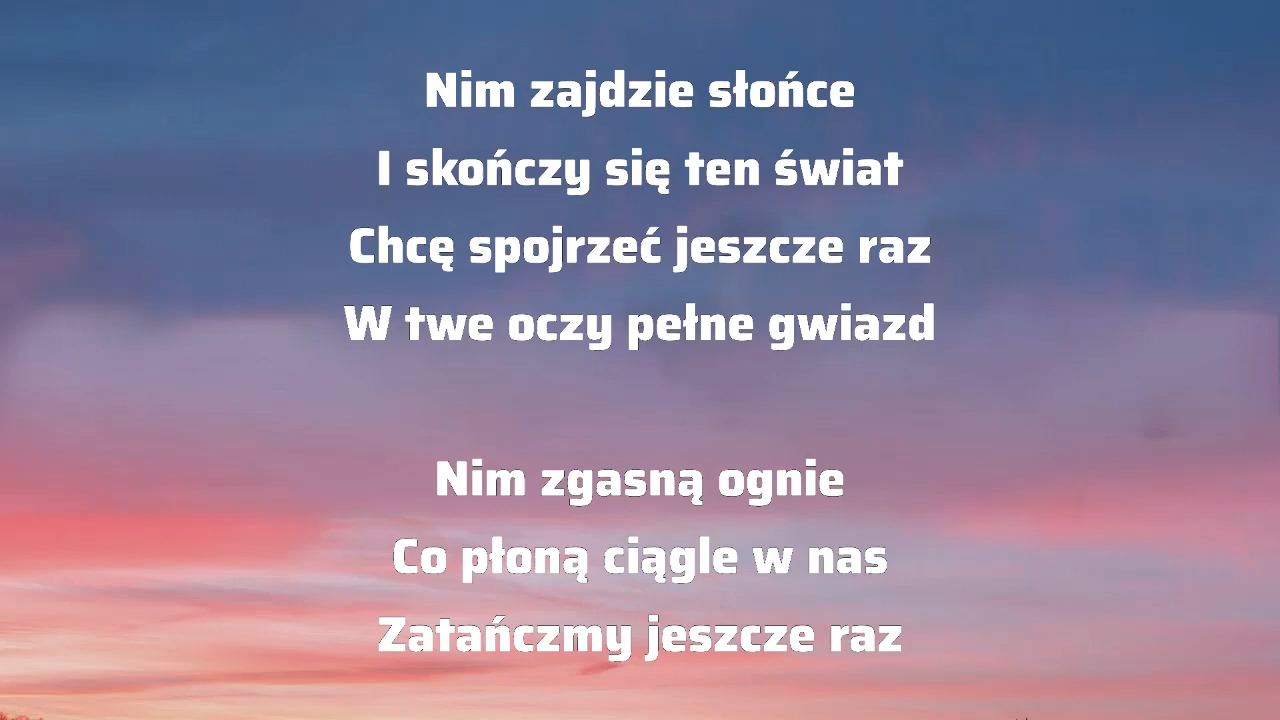 Nim zajdzie słońce
I skończy się ten świat
Chcę spojrzeć jeszcze raz
W twe oczy pełne gwiazd
Nim zgasną ognie
Co płoną ciągle w nas
Zatańczmy jeszcze raz